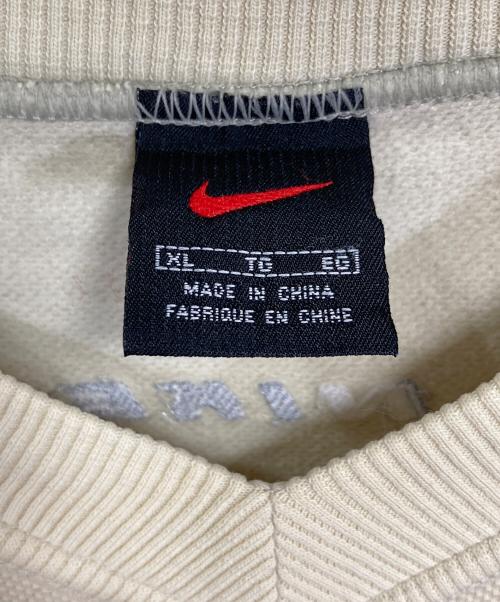 XL TG EG
MADE IN CHINA
FABRIQUE EN CHINE